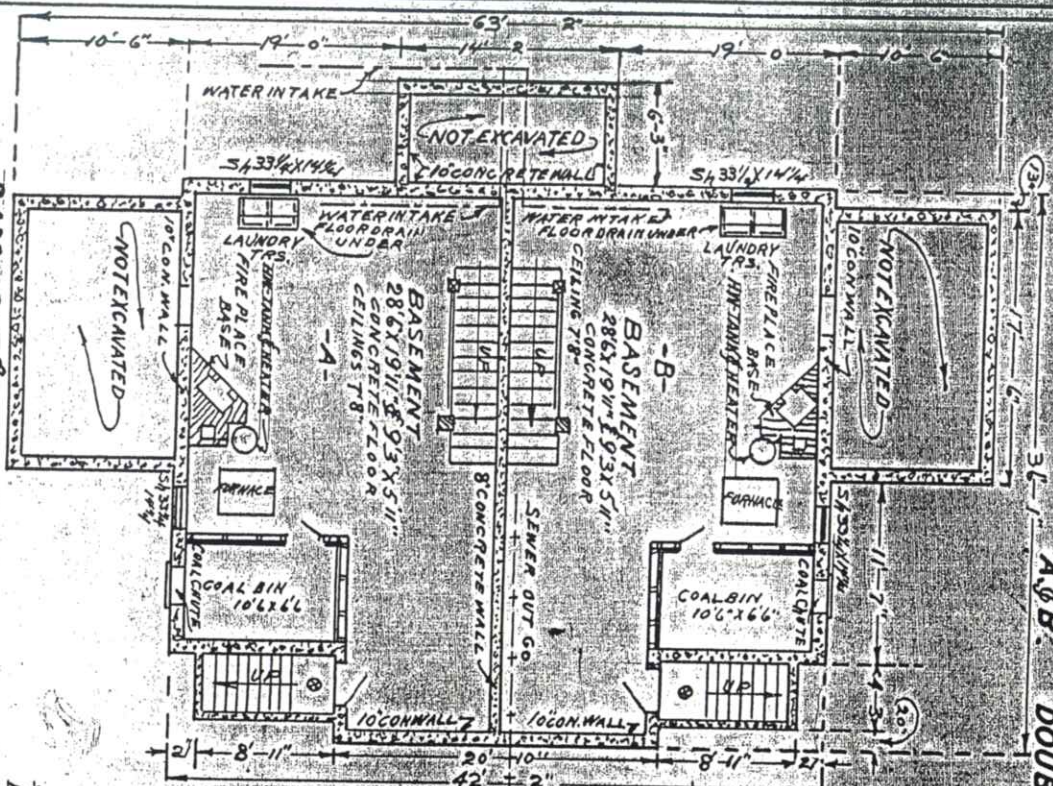 63' 2"
10'-6"
19'-0"
14'-2
19'-0
10'-6
WATER INTAKE
NOT EXCAVATED
10" CONCRETE WALL
6'-3"
Sh 33¼ X 14¼
Sh 33¼ X 14¼
WATER INTAKE
FLOOR DRAIN
UNDER
WATER INTAKE
FLOOR DRAIN UNDER
LAUNDRY
TRS.
LAUNDRY
TRS.
NOT EXCAVATED
10" CON. WALL
HW-TANK & HEATER
FIRE PLACE
BASE
-A-
BASEMENT
28'6 X 19'11" & 9'3 X 5'11"
CONCRETE FLOOR
CEILINGS 7'8"
UP
UP
-B-
BASEMENT
28'6 X 19'11" & 9'3 X 5'11"
CONCRETE FLOOR
CEILING 7'8"
HW-TANK & HEATER
FIREPLACE
BASE
10" CON WALL
NOT EXCAVATED
17'-6"
36'-1"
A & B.
FURNACE
FURNACE
8" CONCRETE WALL
SEWER OUT GO
COAL BIN
10'6 X 6'6
COAL CHUTE
COAL BIN
10'6" X 6'6"
COAL CHUTE
11'-7"
UP
UP
10" CON WALL
10" CON. WALL
4'-3"
20"
2'
8'-11"
20'-10"
8'-11"
2'
42'-2"